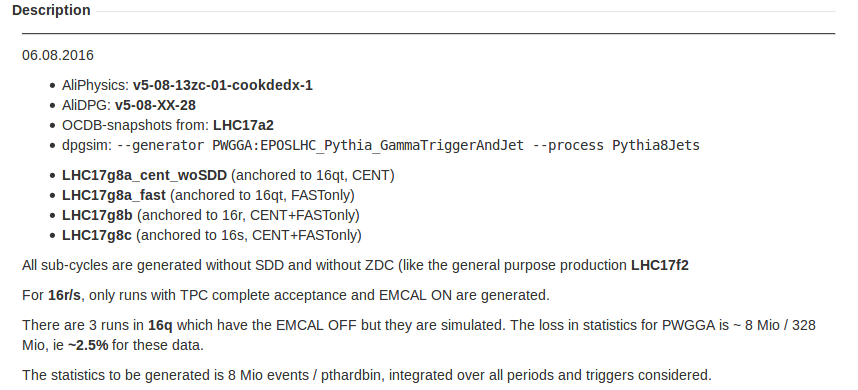 Description
06.08.2016
AliPhysics: v5-08-13zc-01-cookdedx-1
AliDPG: v5-08-XX-28
OCDB-snapshots from: LHC17a2
dpgsim: --generator PWGGA:EPOSLHC_Pythia_GammaTriggerAndJet --process Pythia8Jets
LHC17g8a_cent_woSDD (anchored to 16qt, CENT)
LHC17g8a_fast (anchored to 16qt, FASTonly)
LHC17g8b (anchored to 16r, CENT+FASTonly)
LHC17g8c (anchored to 16s, CENT+FASTonly)
All sub-cycles are generated without SDD and without ZDC (like the general purpose production LHC17f2
For 16r/s, only runs with TPC complete acceptance and EMCAL ON are generated.
There are 3 runs in 16q which have the EMCAL OFF but they are simulated. The loss in statistics for PWGGA is ~ 8 Mio / 328
Mio, ie ~2.5% for these data.
The statistics to be generated is 8 Mio events / pthardbin, integrated over all periods and triggers considered.